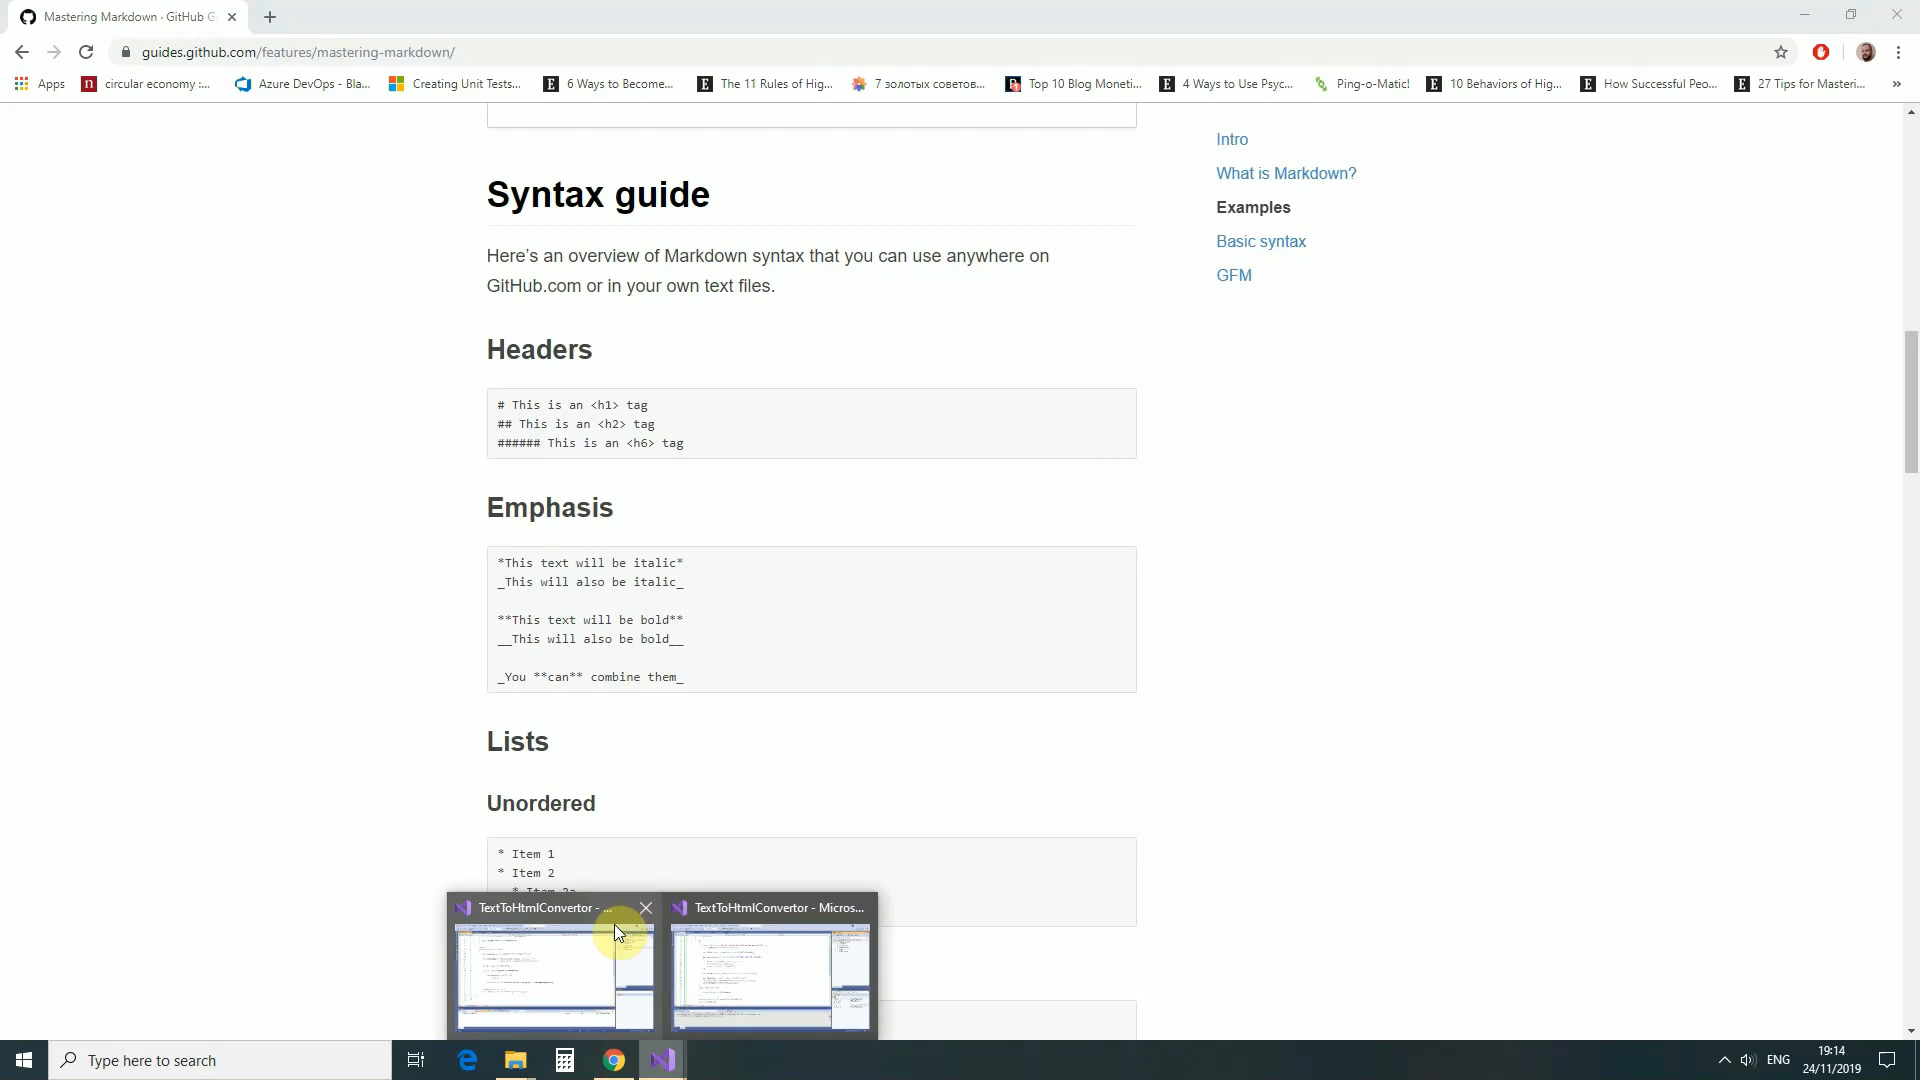 Mastering Markdown · GitHub G
guides.github.com/features/mastering-markdown/
Apps
circular economy :...
Azure DevOps - Bla...
Creating Unit Tests...
6 Ways to Become...
The 11 Rules of Hig...
7 золотых советов...
Top 10 Blog Moneti...
4 Ways to Use Psyc...
Ping-o-Matic!
10 Behaviors of Hig...
How Successful Peo...
27 Tips for Masteri...
»
Syntax guide
Here's an overview of Markdown syntax that you can use anywhere on
GitHub.com or in your own text files.
Headers
# This is an <h1> tag
## This is an <h2> tag
###### This is an <h6> tag
Emphasis
*This text will be italic*
_This will also be italic_
**This text will be bold**
__This will also be bold__
_You **can** combine them_
Lists
Unordered
* Item 1
* Item 2
* Item 2a
Intro
What is Markdown?
Examples
Basic syntax
GFM
TextToHtmlConvertor - ...
TextToHtmlConvertor - Micros...
Type here to search
ENG
19:14
24/11/2019